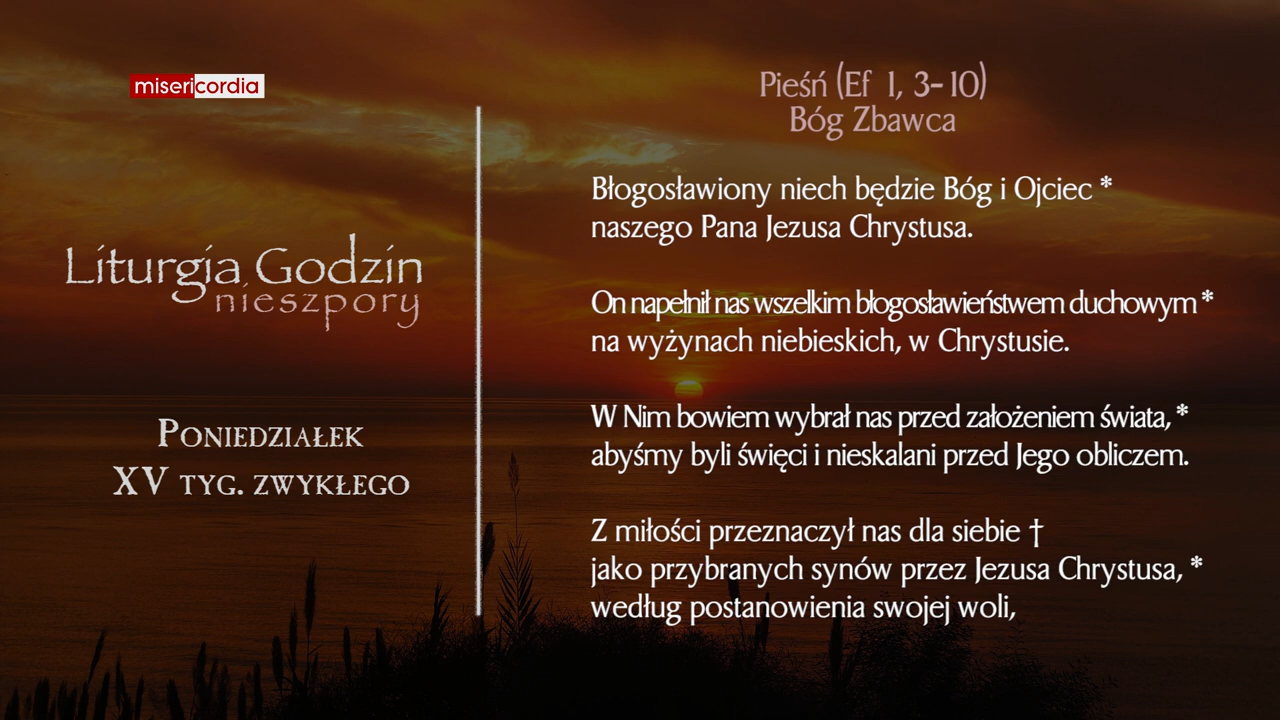 misericordia
Liturgia Godzin
nieszpory
Poniedziałek
XV tyg. zwykłego
Pieśń (Ef 1, 3-10)
Bóg Zbawca
Błogosławiony niech będzie Bóg i Ojciec *
naszego Pana Jezusa Chrystusa.
On napełnił nas wszelkim błogosławieństwem duchowym *
na wyżynach niebieskich, w Chrystusie.
W Nim bowiem wybrał nas przed założeniem świata, *
abyśmy byli święci i nieskalani przed Jego obliczem.
Z miłości przeznaczył nas dla siebie †
jako przybranych synów przez Jezusa Chrystusa, *
według postanowienia swojej woli,